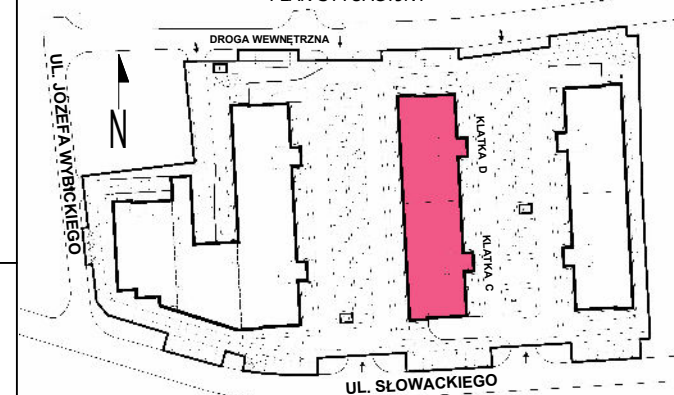 DROGA WEWNĘTRZNA
UL. JÓZEFA WYBICKIEGO
N
KLATKA D
KLATKA C
UL. SŁOWACKIEGO